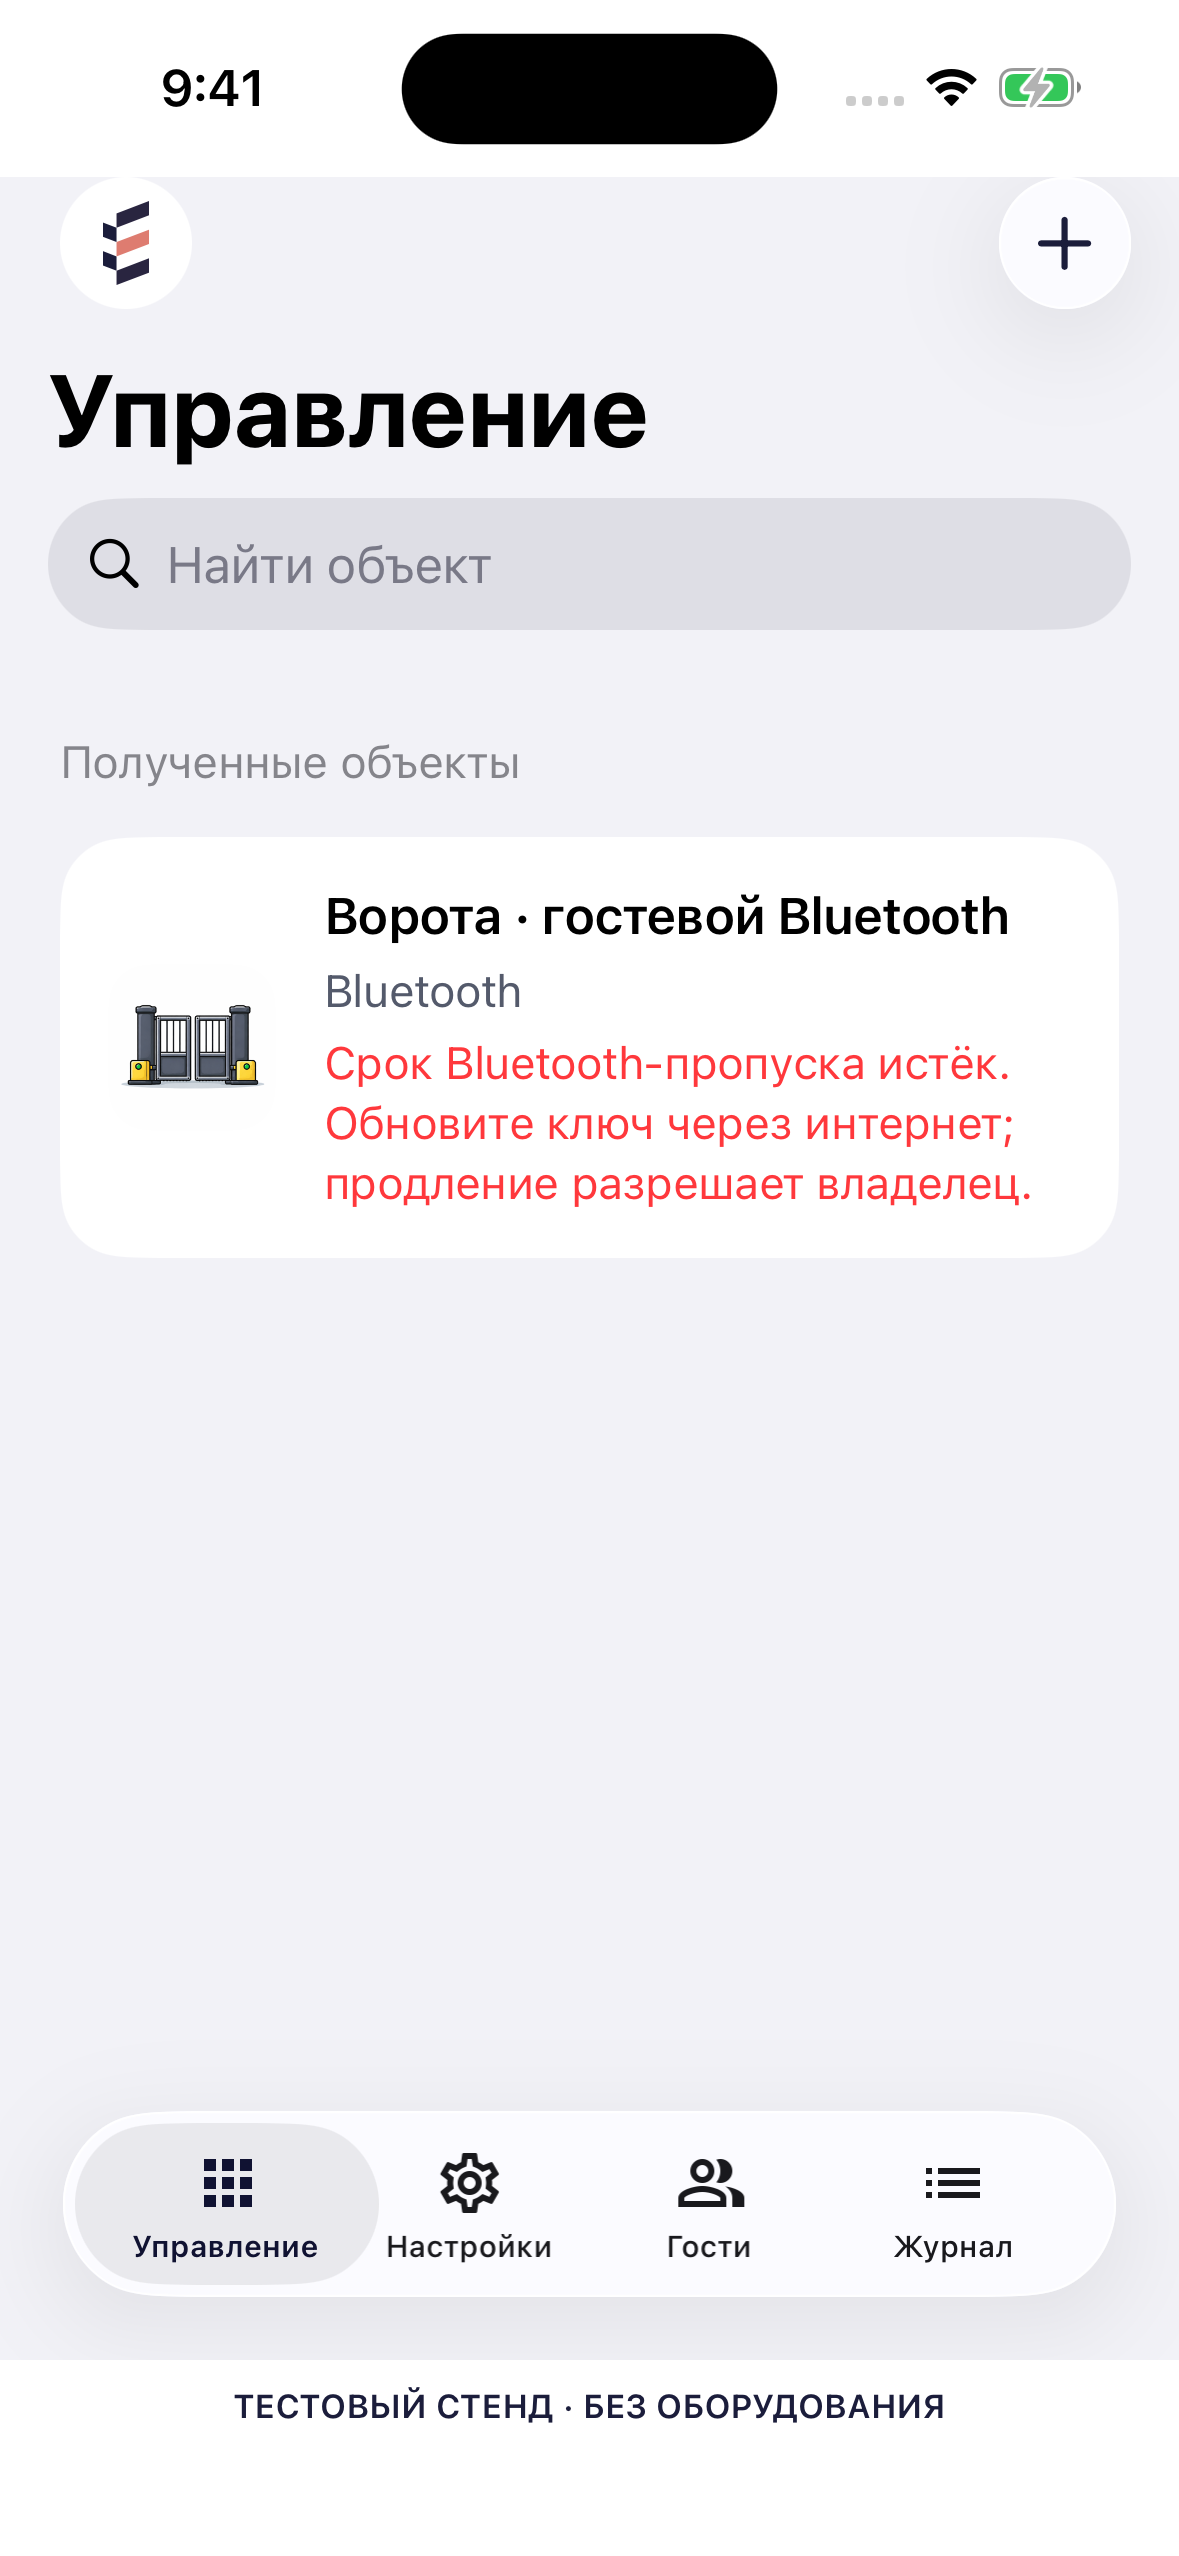 9:41
Управление
Найти объект
Полученные объекты
Ворота · гостевой Bluetooth
Bluetooth
Срок Bluetooth-пропуска истёк.
Обновите ключ через интернет;
продление разрешает владелец.
Управление
Настройки
Гости
Журнал
ТЕСТОВЫЙ СТЕНД · БЕЗ ОБОРУДОВАНИЯ